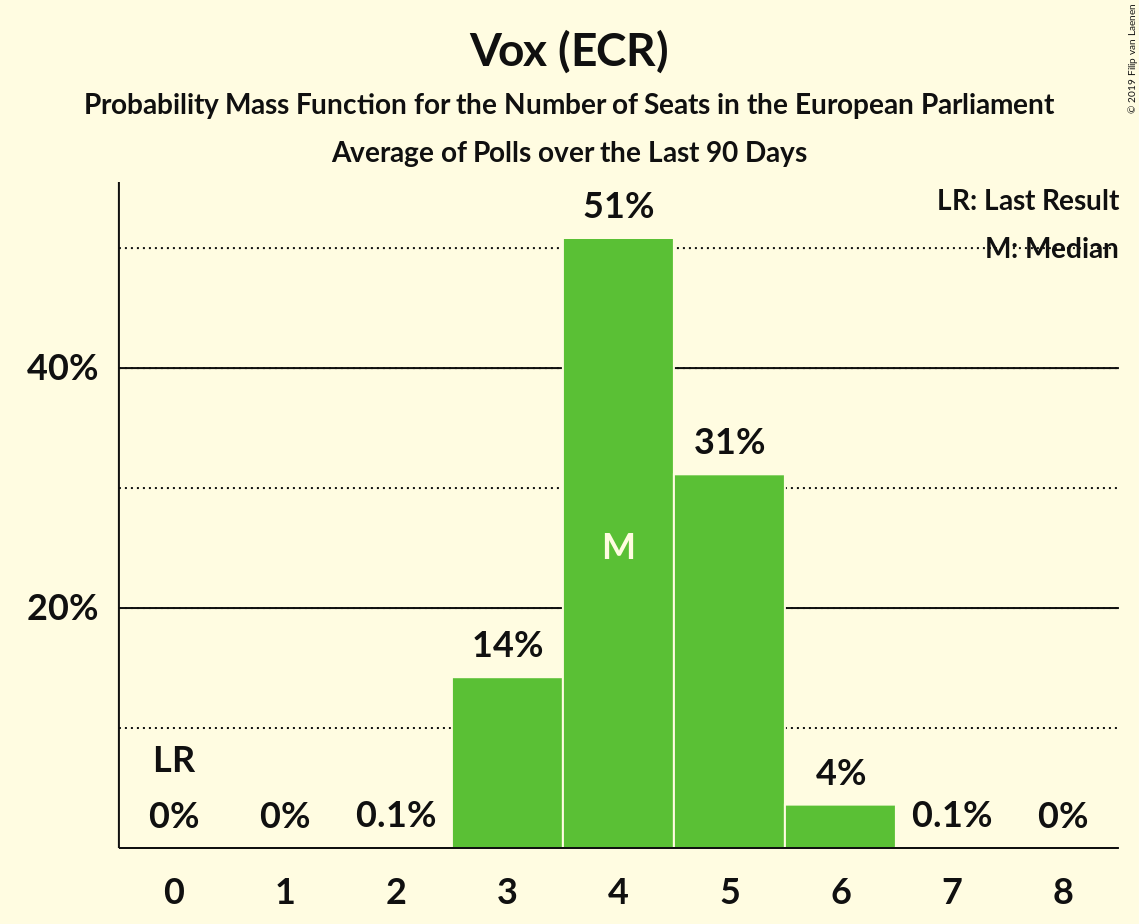 Vox (ECR)
Probability Mass Function for the Number of Seats in the European Parliament
Average of Polls over the Last 90 Days
© 2019 Filip van Laenen
LR: Last Result
M: Median
51%
40%
31%
M
20%
14%
LR
4%
0% 0% 0.1% 0.1% 0%
0 1 2 3 4 5 6 7 8